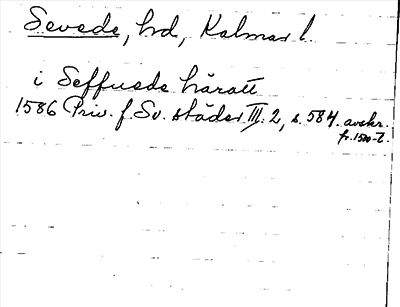 Sevede, hd, Kalmar l.
i Seffuede häratt
1586 Priv. f. Sv. städer III: 2, s. 584. avskr.
fr. 1500-t.